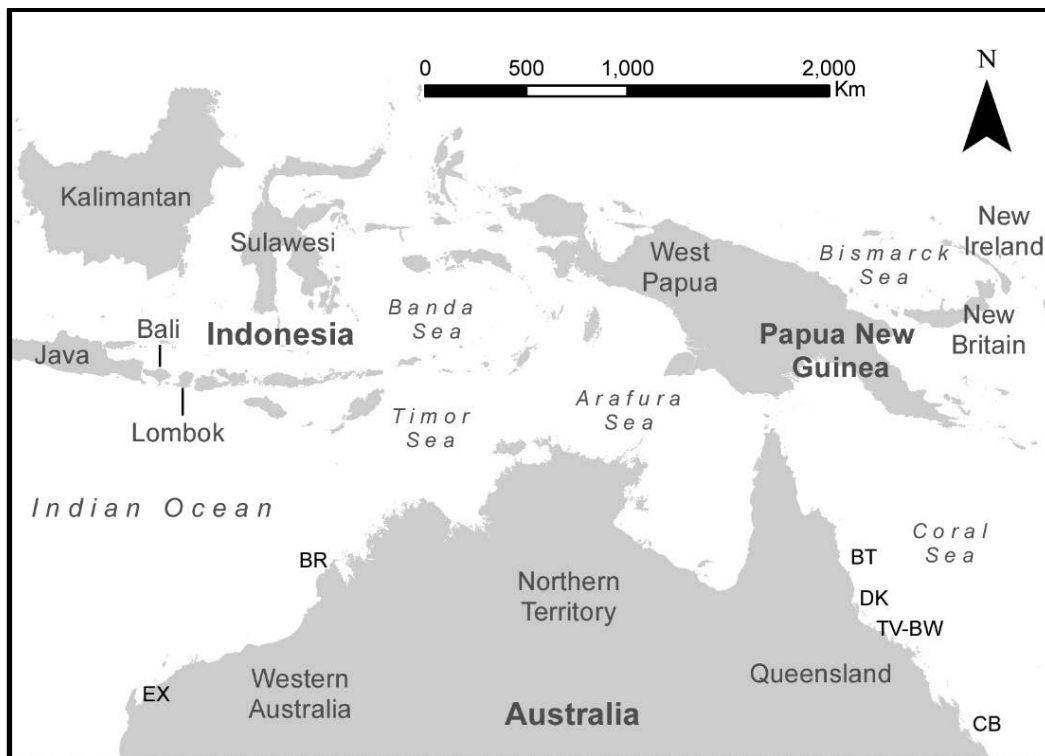 N
0 500 1,000 2,000
Km
Kalimantan
Sulawesi
West
Papua
Bismarck
Sea
New
Ireland
Banda
Sea
Bali
Indonesia
Java
Papua New
Guinea
New
Britain
Lombok
Timor
Sea
Arafura
Sea
Indian Ocean
Coral
Sea
BR
BT
Northern
Territory
DK
TV-BW
EX
Western
Australia
Queensland
Australia
CB